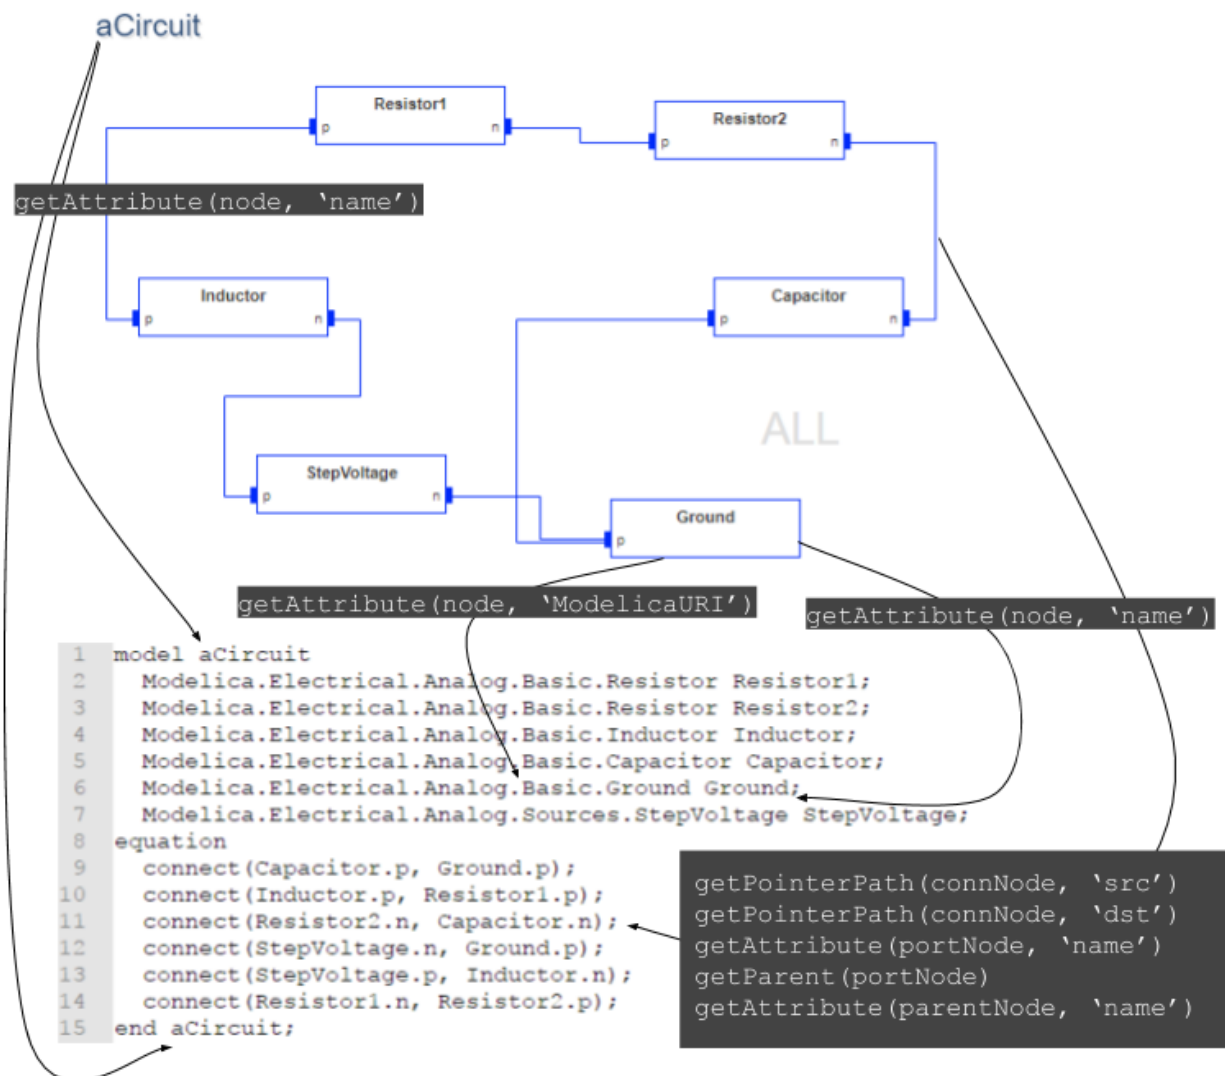 aCircuit
Resistor1
p n
Resistor2
p n
getAttribute(node, ‘name’)
Inductor
p n
Capacitor
p n
ALL
StepVoltage
p n
Ground
p
getAttribute(node, ‘ModelicaURI’)
getAttribute(node, ‘name’)
1 model aCircuit
2 Modelica.Electrical.Analog.Basic.Resistor Resistor1;
3 Modelica.Electrical.Analog.Basic.Resistor Resistor2;
4 Modelica.Electrical.Analog.Basic.Inductor Inductor;
5 Modelica.Electrical.Analog.Basic.Capacitor Capacitor;
6 Modelica.Electrical.Analog.Basic.Ground Ground;
7 Modelica.Electrical.Analog.Sources.StepVoltage StepVoltage;
8 equation
9 connect(Capacitor.p, Ground.p);
10 connect(Inductor.p, Resistor1.p);
11 connect(Resistor2.n, Capacitor.n);
12 connect(StepVoltage.n, Ground.p);
13 connect(StepVoltage.p, Inductor.n);
14 connect(Resistor1.n, Resistor2.p);
15 end aCircuit;
getPointerPath(connNode, ‘src’)
getPointerPath(connNode, ‘dst’)
getAttribute(portNode, ‘name’)
getParent(portNode)
getAttribute(parentNode, ‘name’)